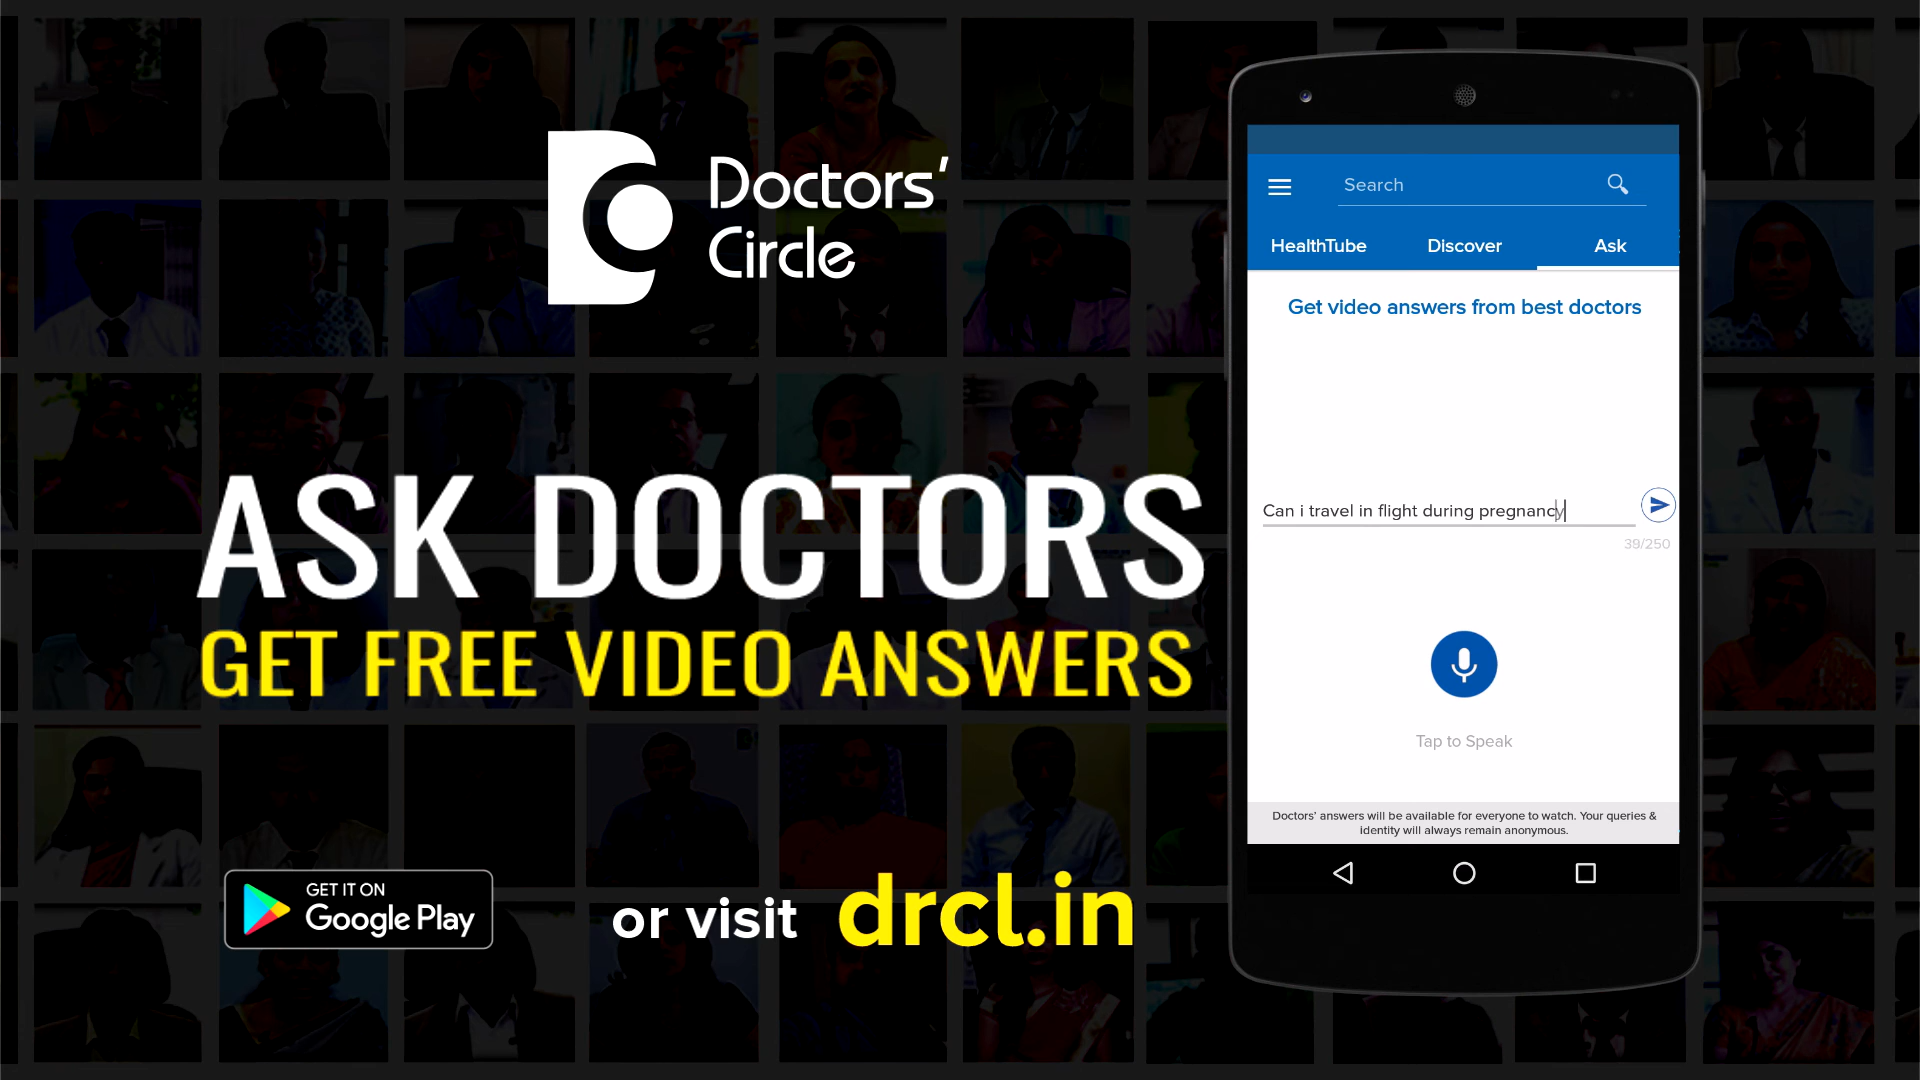 Doctors’
Circle
ASK DOCTORS
GET FREE VIDEO ANSWERS
GET IT ON
Google Play
or visit drcl.in
Search
HealthTube Discover Ask
Get video answers from best doctors
Can i travel in flight during pregnancy
39/250
Tap to Speak
Doctors’ answers will be available for everyone to watch. Your queries &
identity will always remain anonymous.